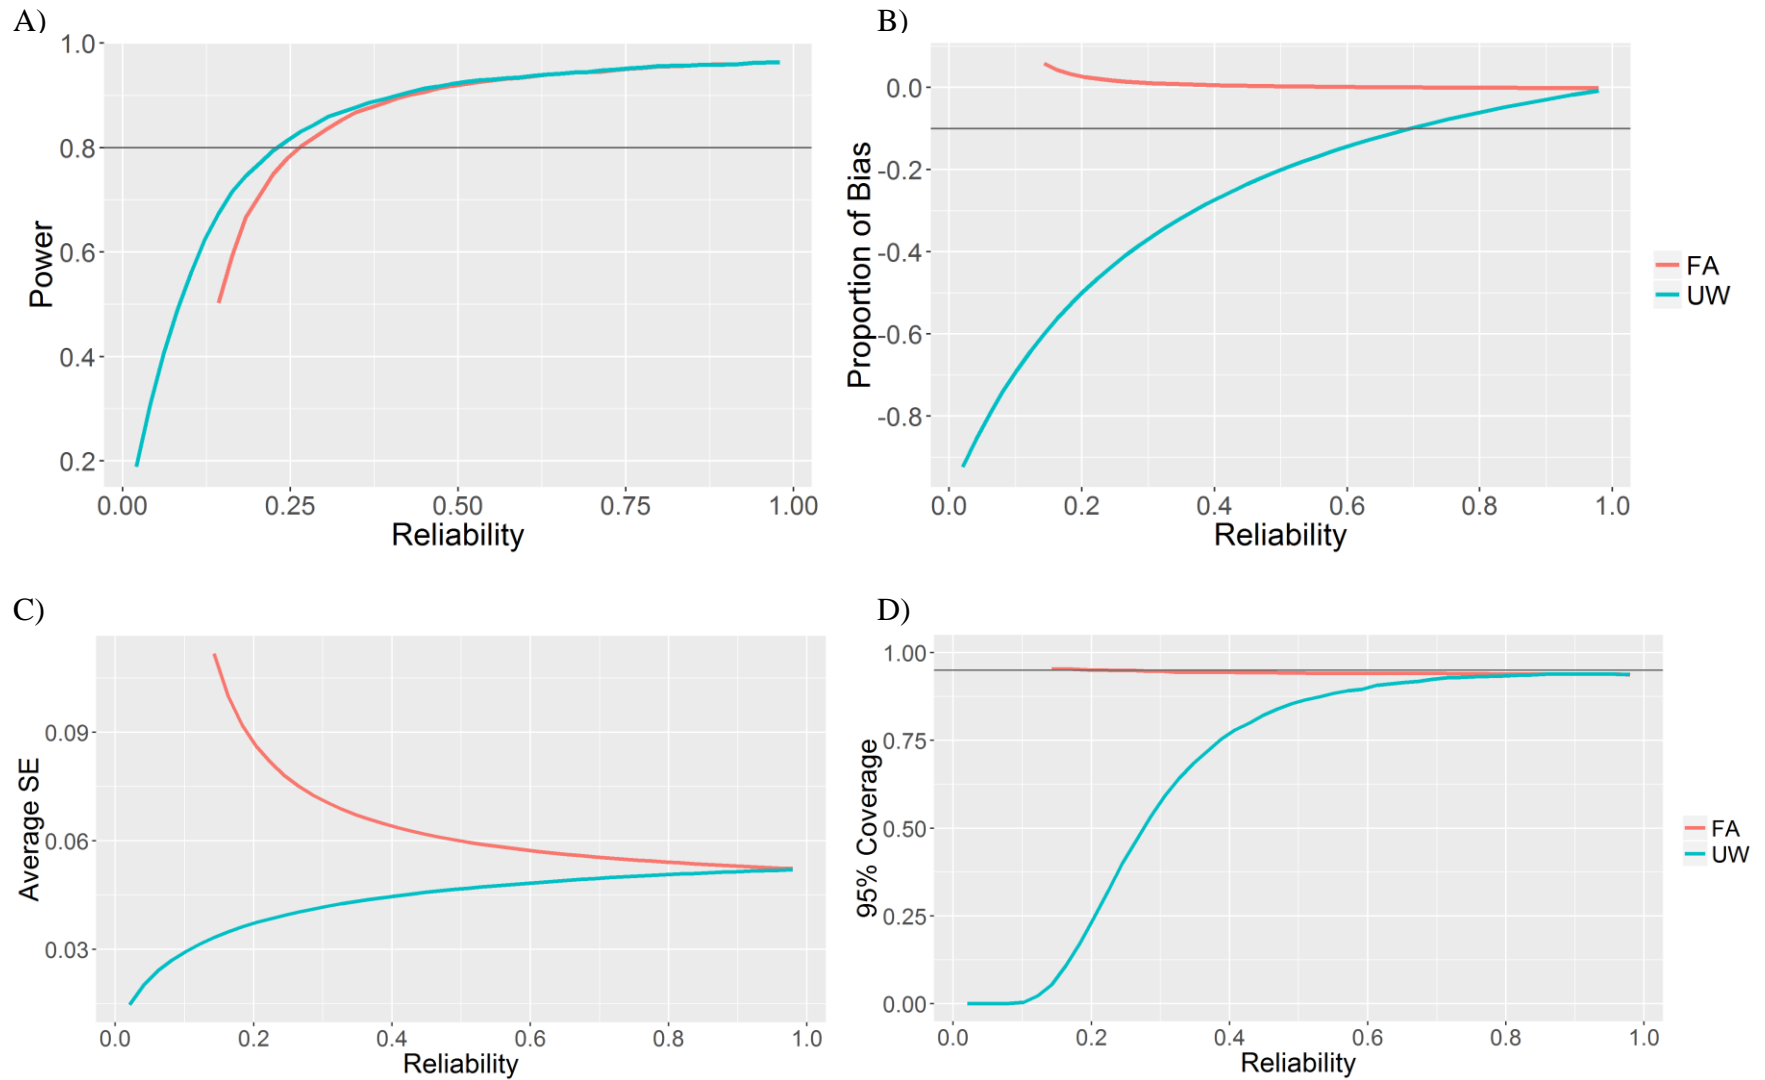 A)
1.0
0.8
0.6
0.4
0.2
Power
0.00 0.25 0.50 0.75 1.00
Reliability
B)
0.0
-0.2
-0.4
-0.6
-0.8
Proportion of Bias
0.0 0.2 0.4 0.6 0.8 1.0
Reliability
FA
UW
C)
0.09
0.06
0.03
Average SE
0.0 0.2 0.4 0.6 0.8 1.0
Reliability
D)
1.00
0.75
0.50
0.25
0.00
95% Coverage
0.0 0.2 0.4 0.6 0.8 1.0
Reliability
FA
UW